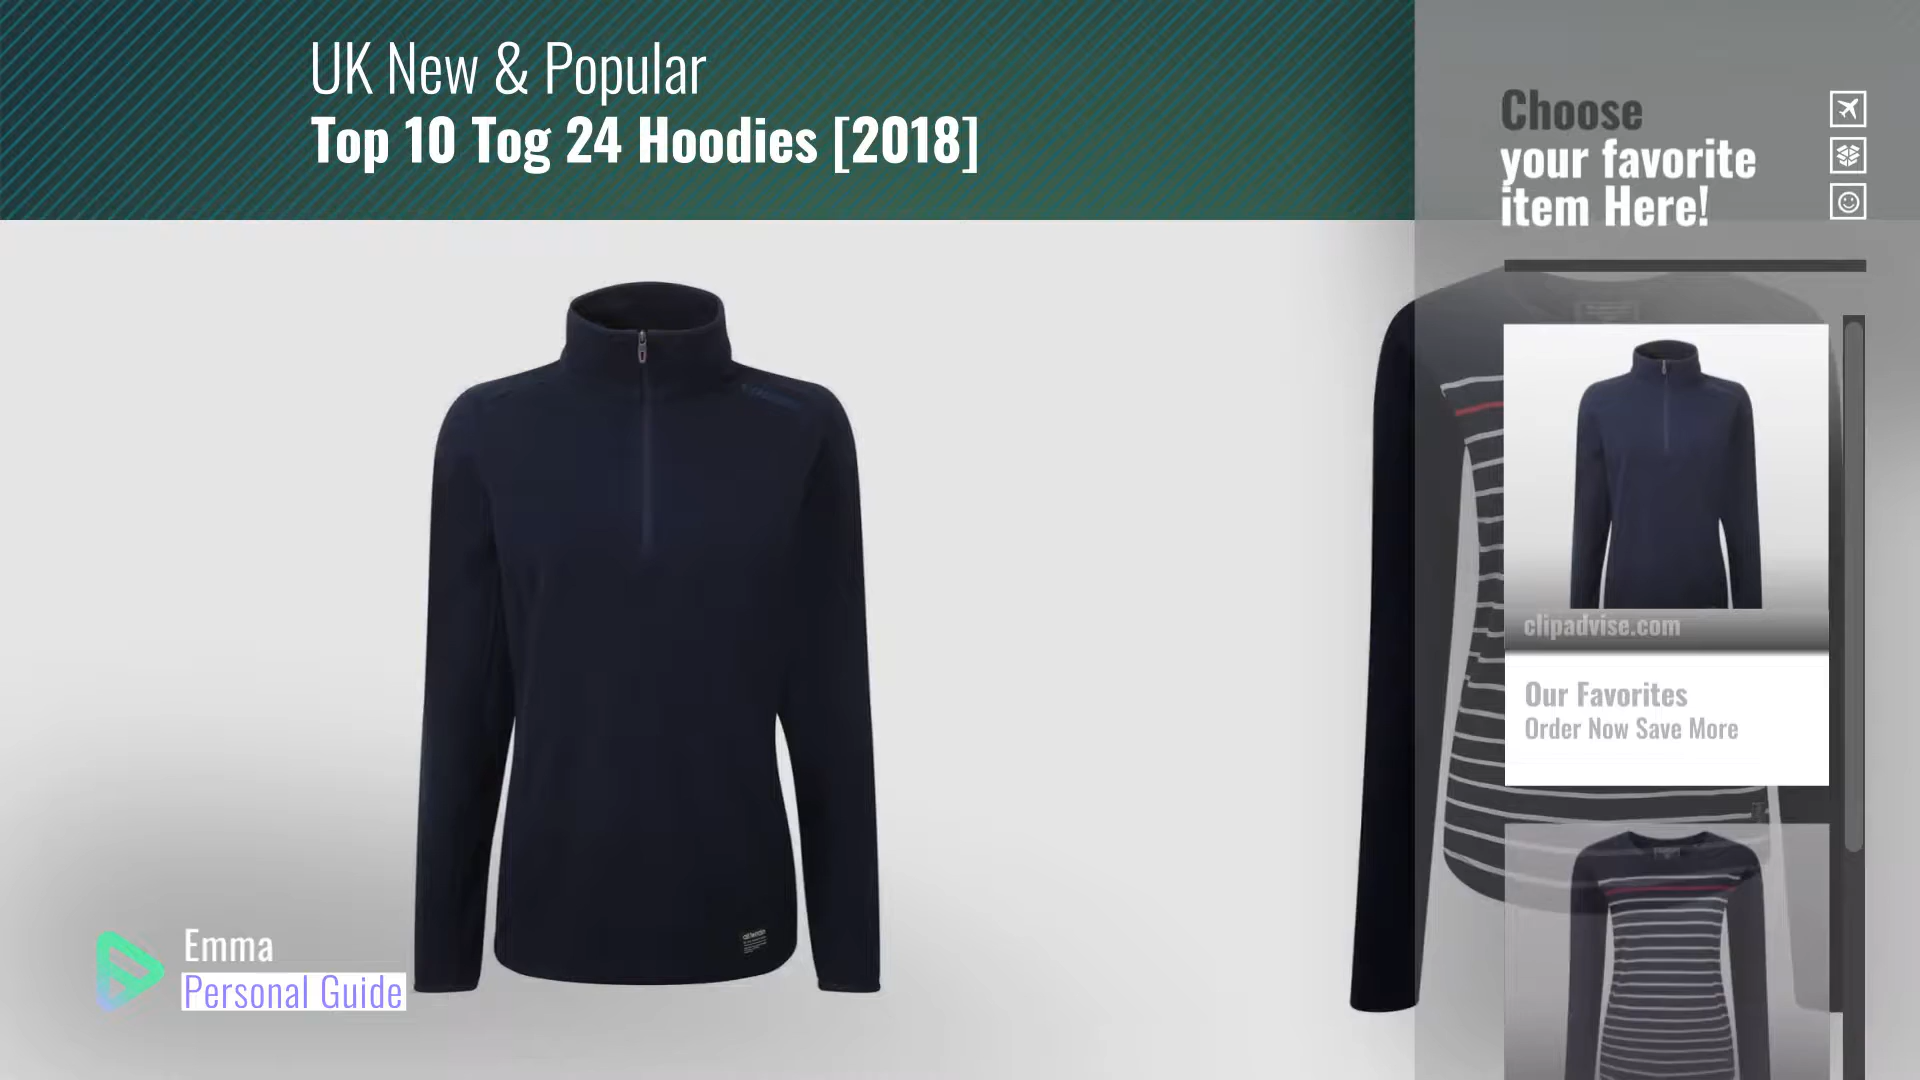 UK New & Popular
Top 10 Tog 24 Hoodies [2018]
Choose
your favorite
item Here!
clipadvise.com
Our Favorites
Order Now Save More
Emma
Personal Guide